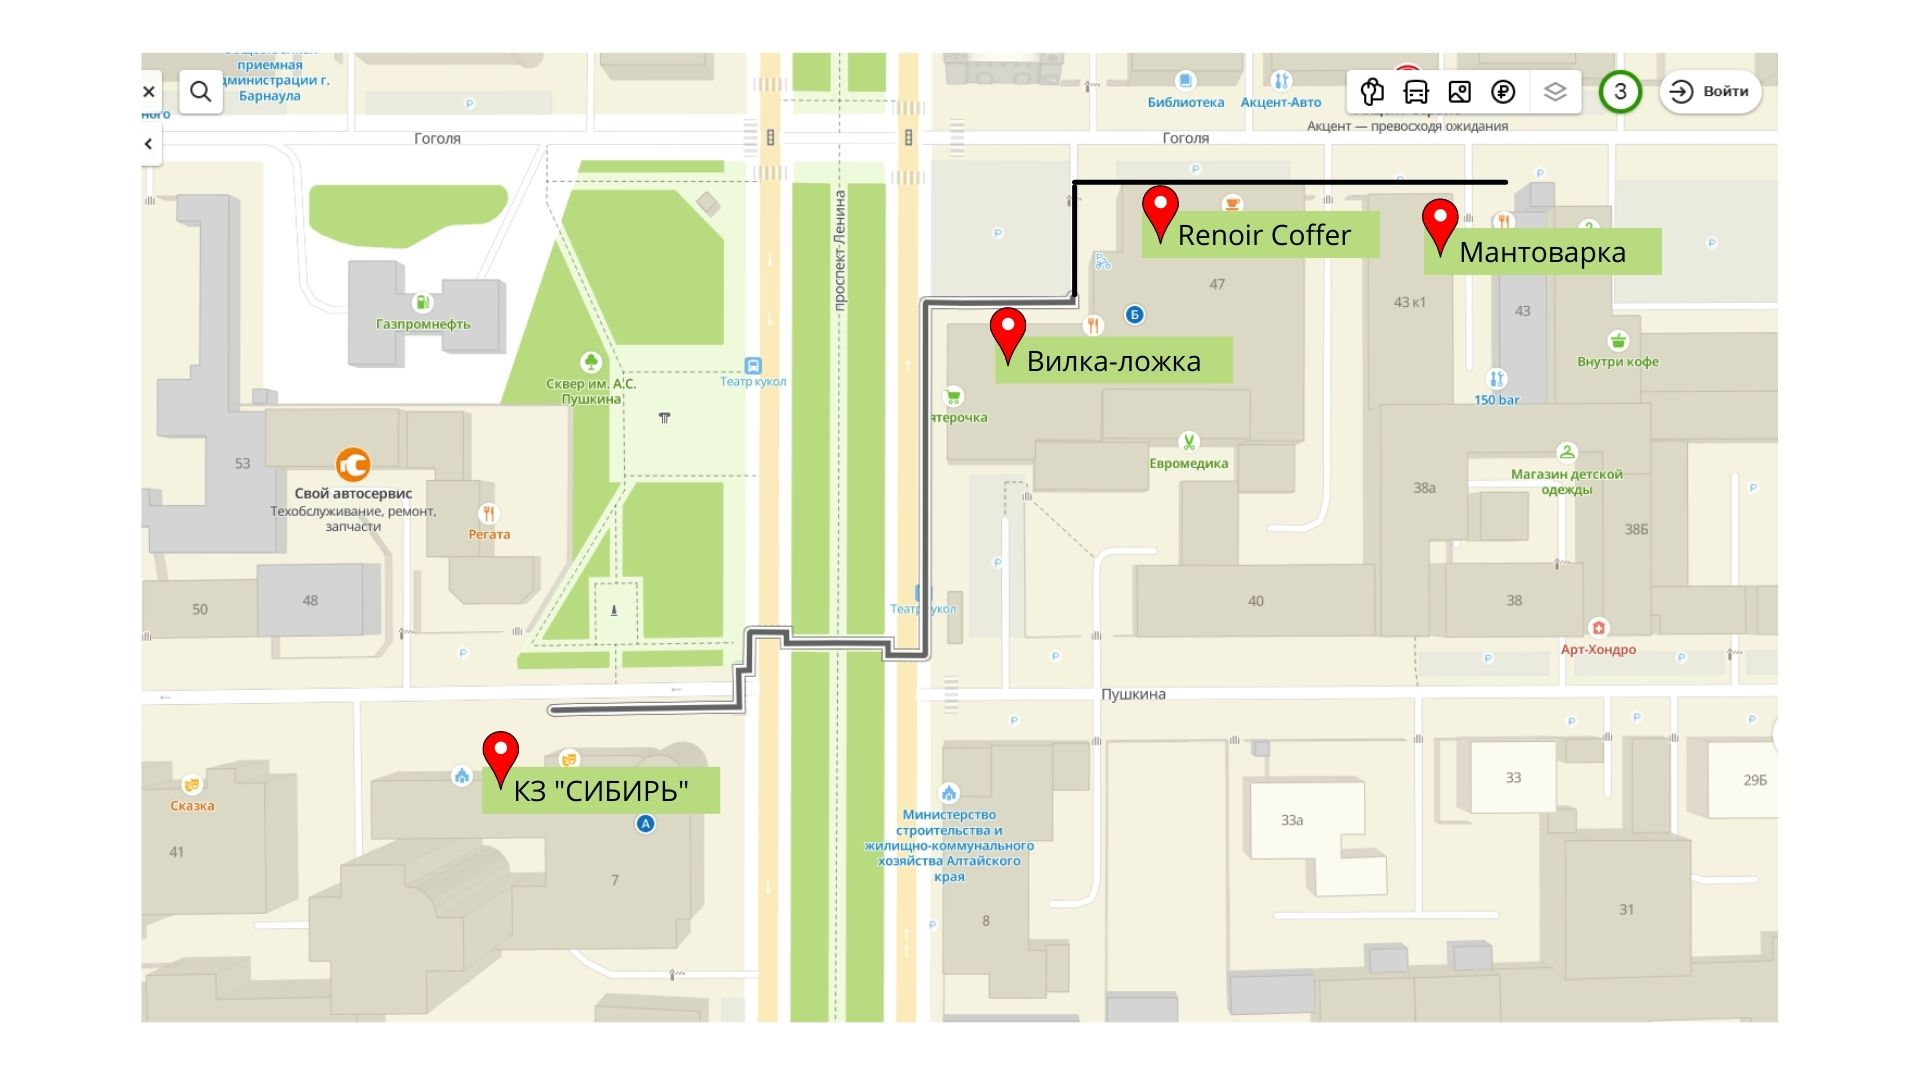 приемная
администрации г.
Барнаула
ного
Библиотека
Акцент-Авто
Акцент — превосходя ожидания
3
Войти
Гоголя
Гоголя
P
проспект Ленина
Renoir Coffer
Мантоварка
47
43 к1
43
Б
Газпромнефть
Вилка-ложка
Внутри кофе
Сквер им. А.С.
Пушкина
Театр кукол
150 bar
ятерочка
Евромедика
53
Свой автосервис
Техобслуживание, ремонт,
запчасти
Регата
38а
Магазин детской
одежды
38Б
50
48
Театр кукол
40
38
Арт-Хондро
Пушкина
КЗ "СИБИРЬ"
А
Сказка
41
7
Министерство
строительства и
жилищно-коммунального
хозяйства Алтайского
края
8
33а
33
29Б
31